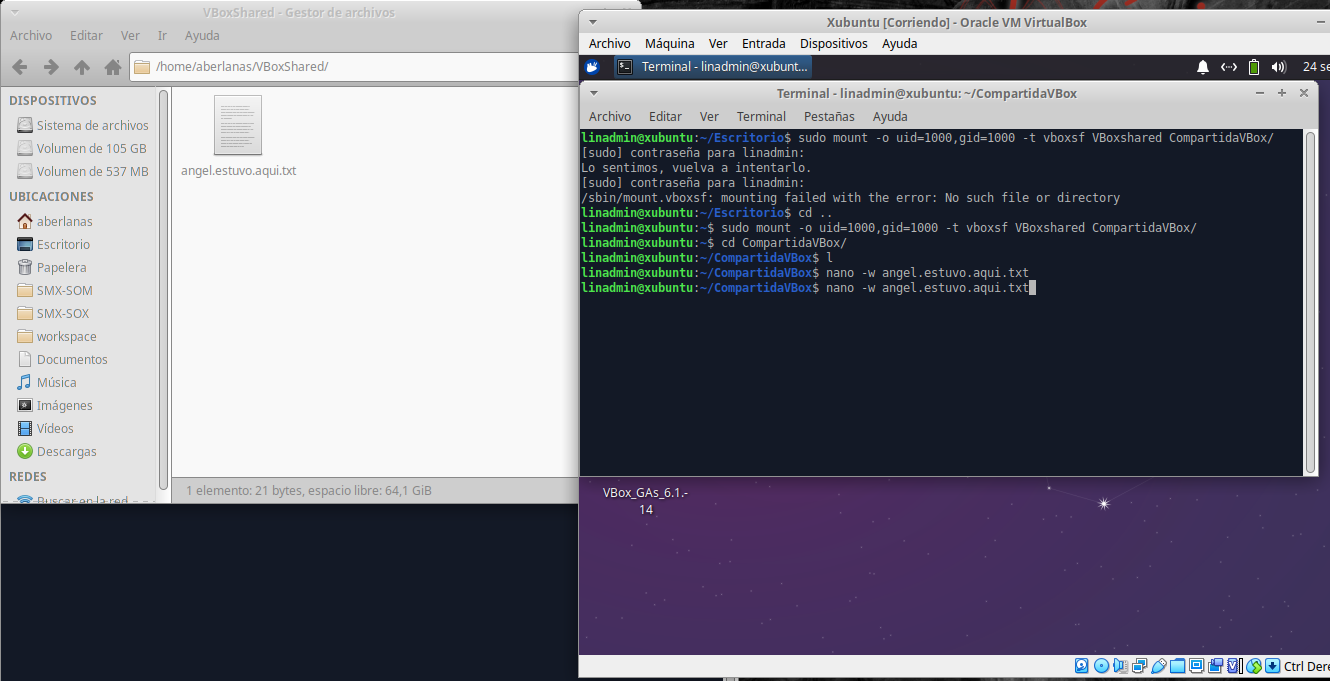 VBoxShared - Gestor de archivos
Archivo Editar Ver Ir Ayuda
/home/aberlanas/VBoxShared/
DISPOSITIVOS
Sistema de archivos
Volumen de 105 GB
Volumen de 537 MB
UBICACIONES
aberlanas
Escritorio
Papelera
SMX-SOM
SMX-SOX
workspace
Documentos
Música
Imágenes
Vídeos
Descargas
REDES
Buscar en la red
angel.estuvo.aqui.txt
1 elemento: 21 bytes, espacio libre: 64,1 GiB
Xubuntu [Corriendo] - Oracle VM VirtualBox
Archivo Máquina Ver Entrada Dispositivos Ayuda
Terminal - linadmin@xubunt...
24 se
Terminal - linadmin@xubuntu: ~/CompartidaVBox
Archivo Editar Ver Terminal Pestañas Ayuda
linadmin@xubuntu:~/Escritorio$ sudo mount -o uid=1000,gid=1000 -t vboxsf VBoxshared CompartidaVBox/
[sudo] contraseña para linadmin:
Lo sentimos, vuelva a intentarlo.
[sudo] contraseña para linadmin:
/sbin/mount.vboxsf: mounting failed with the error: No such file or directory
linadmin@xubuntu:~/Escritorio$ cd ..
linadmin@xubuntu:~$ sudo mount -o uid=1000,gid=1000 -t vboxsf VBoxshared CompartidaVBox/
linadmin@xubuntu:~$ cd CompartidaVBox/
linadmin@xubuntu:~/CompartidaVBox$ l
linadmin@xubuntu:~/CompartidaVBox$ nano -w angel.estuvo.aqui.txt
linadmin@xubuntu:~/CompartidaVBox$ nano -w angel.estuvo.aqui.txt
VBox_GAs_6.1.-
14
Ctrl Dere